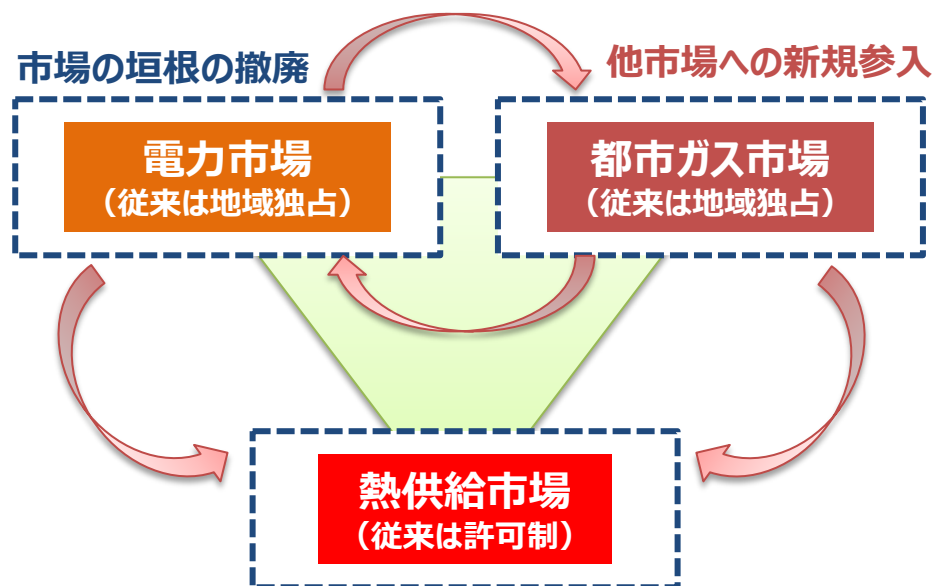 市場の垣根の撤廃
他市場への新規参入
電力市場
（従来は地域独占）
都市ガス市場
（従来は地域独占）
熱供給市場
（従来は許可制）